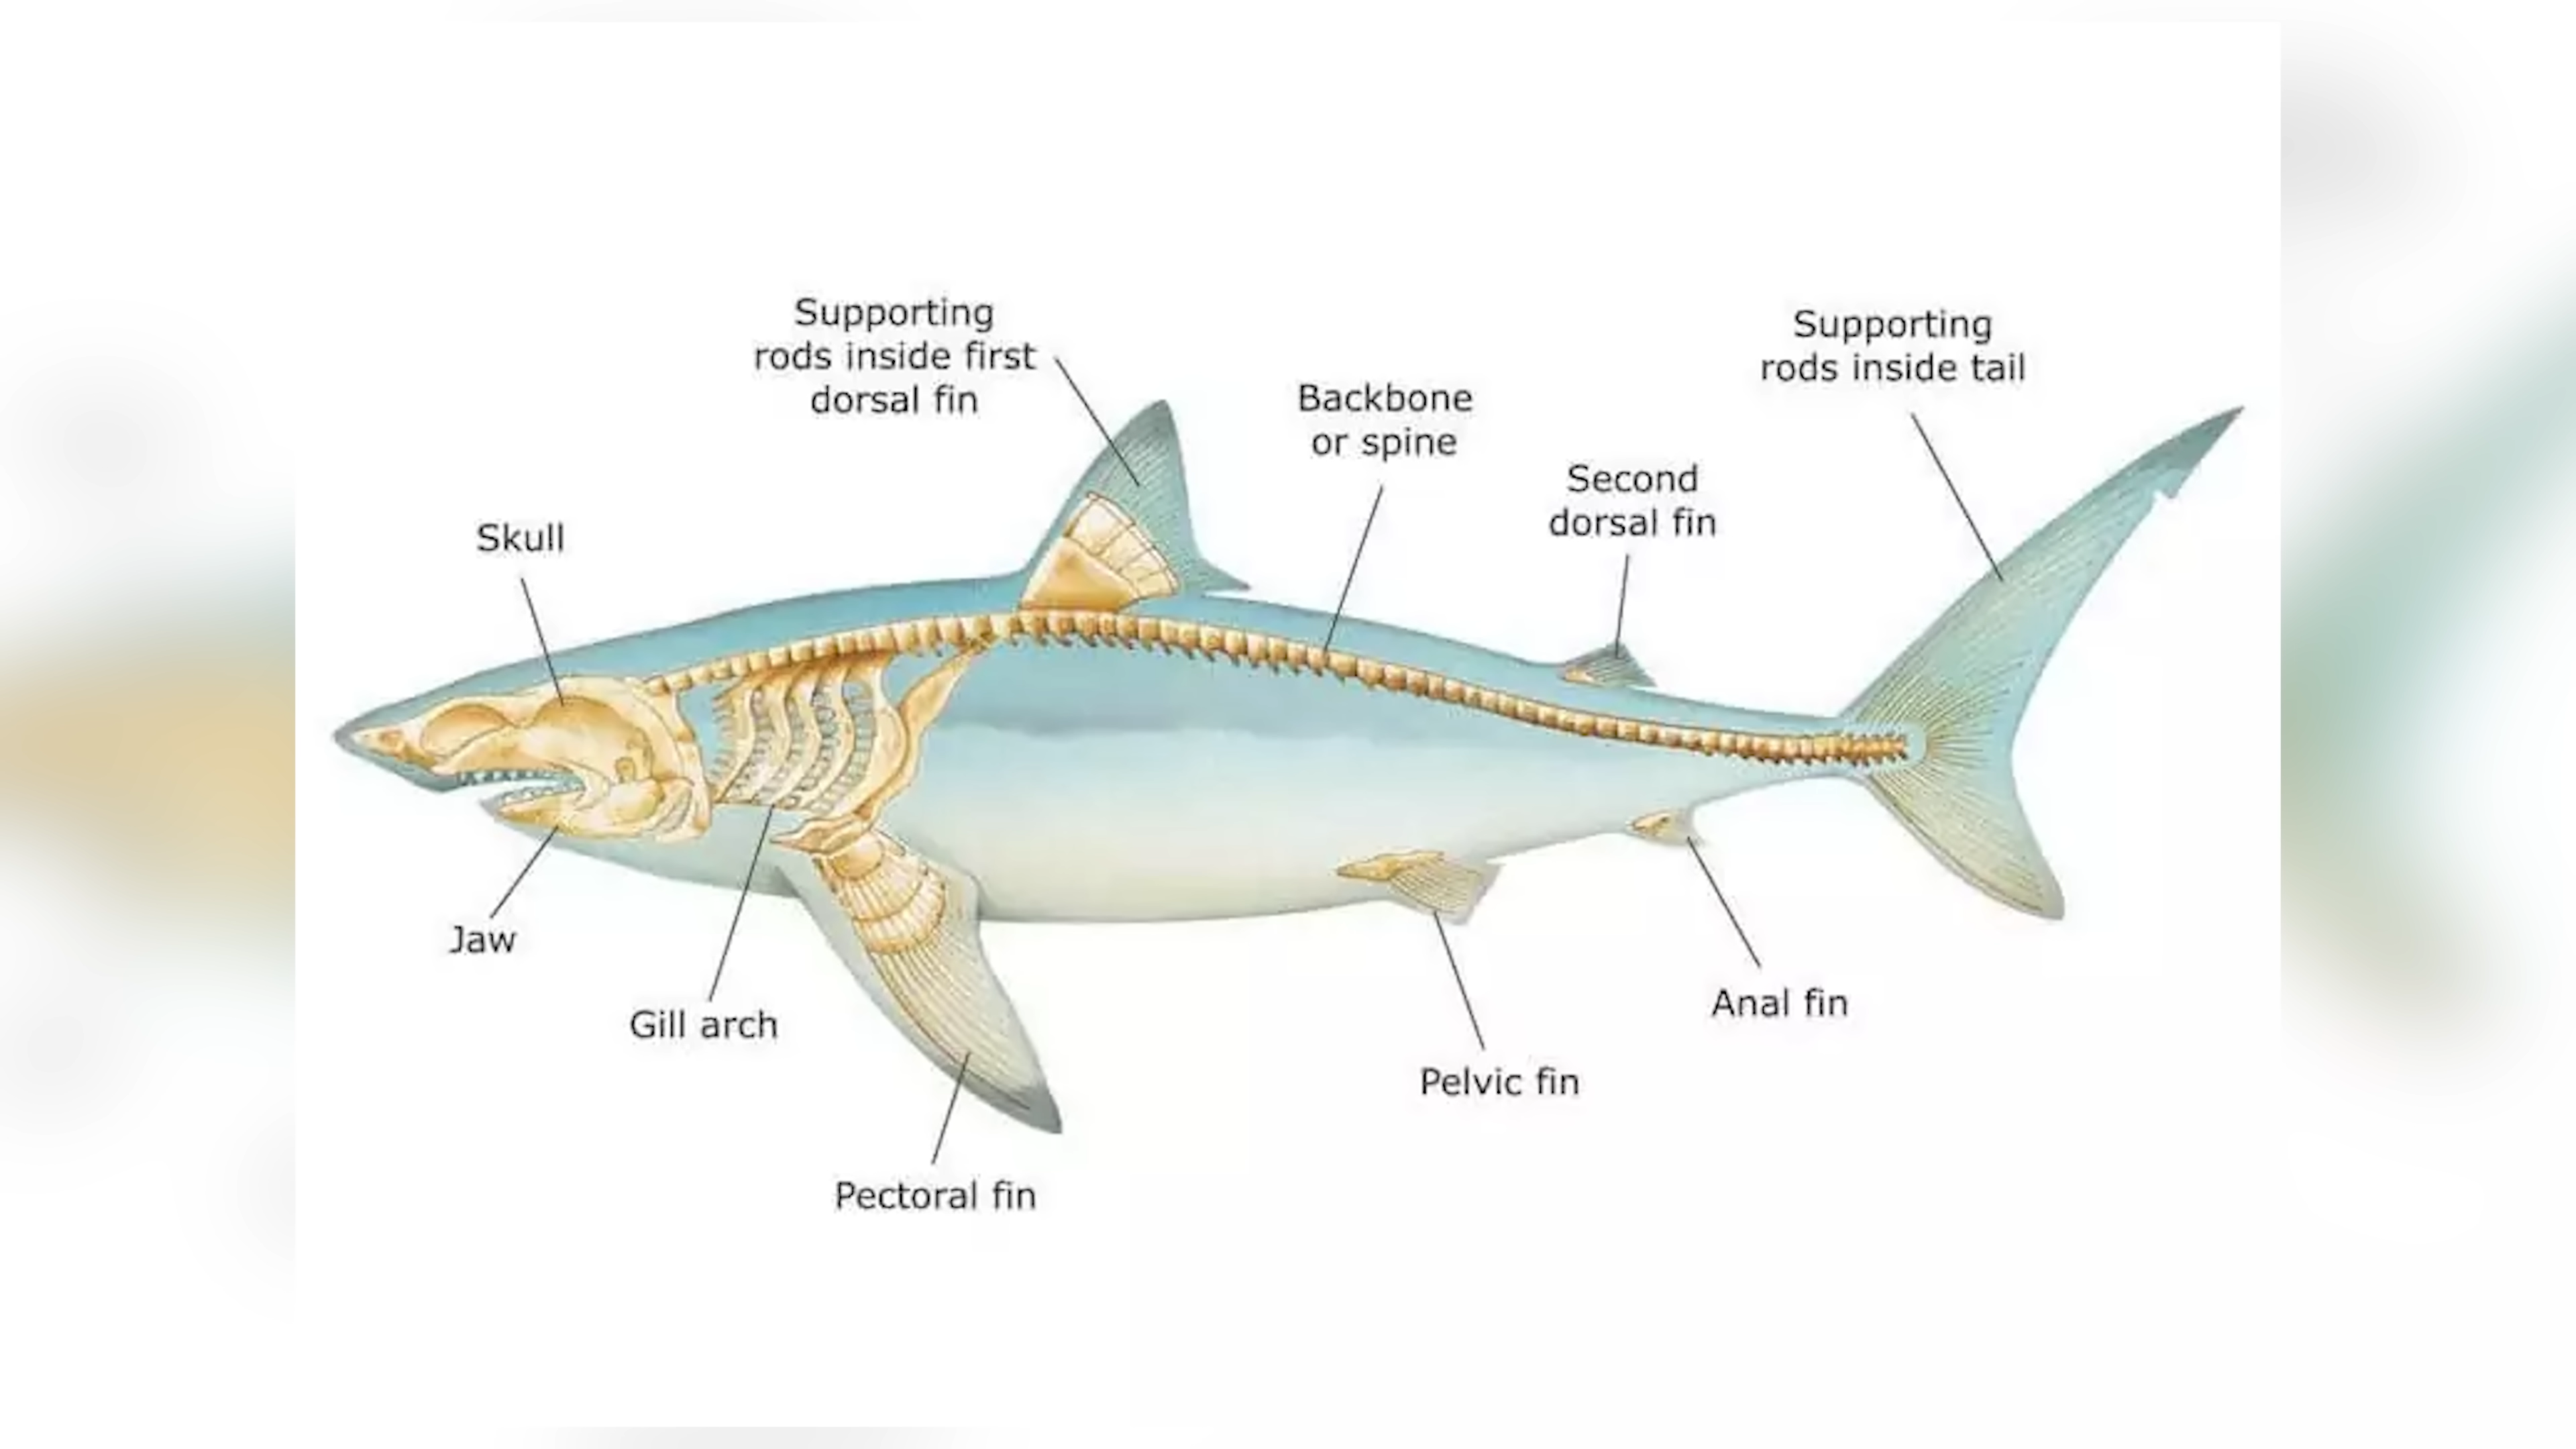 Supporting
rods inside first
dorsal fin
Supporting
rods inside tail
Backbone
or spine
Second
dorsal fin
Skull
Jaw
Gill arch
Anal fin
Pelvic fin
Pectoral fin